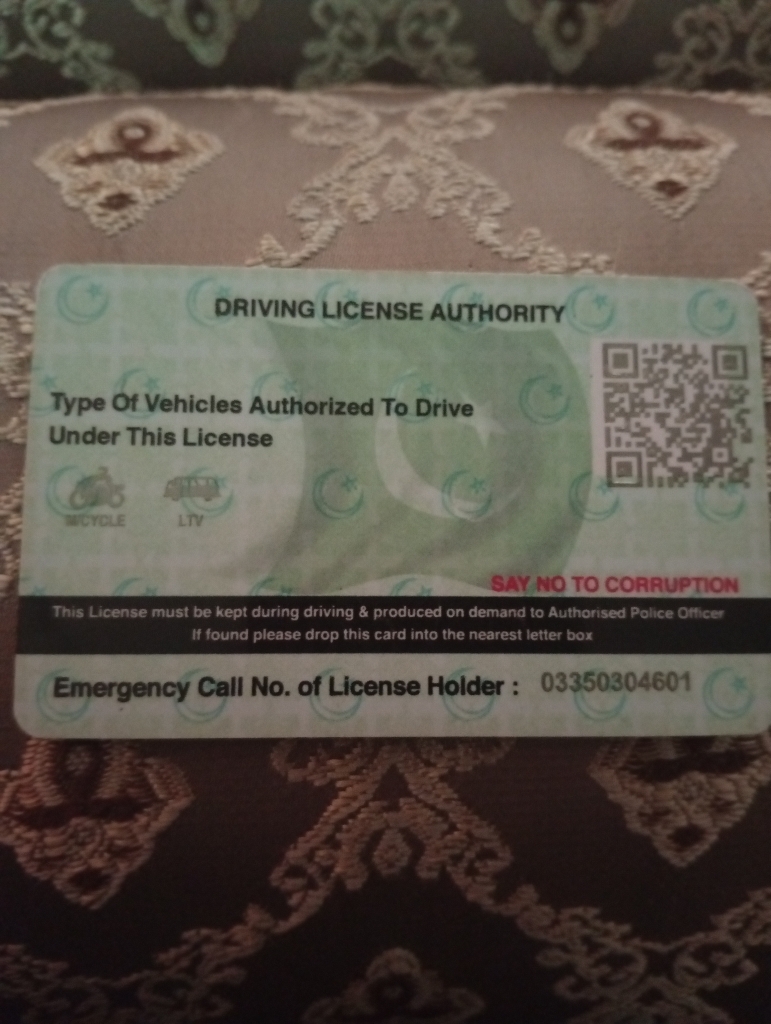 DRIVING LICENSE AUTHORITY
Type Of Vehicles Authorized To Drive
Under This License
M/CYCLE
LTV
SAY NO TO CORRUPTION
This License must be kept during driving & produced on demand to Authorised Police Officer
If found please drop this card into the nearest letter box
Emergency Call No. of License Holder : 03350304601